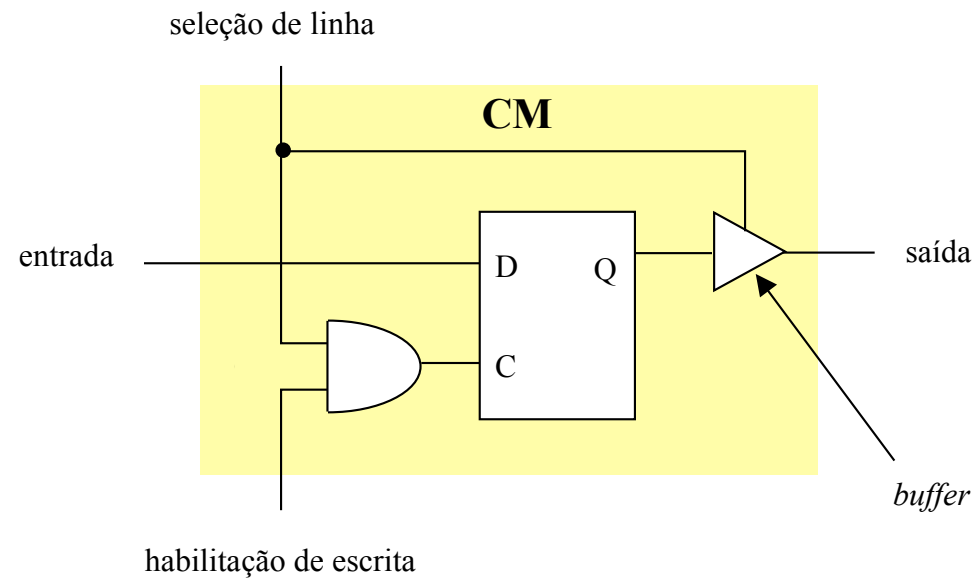 seleção de linha
CM
entrada
D
Q
saída
C
buffer
habilitação de escrita